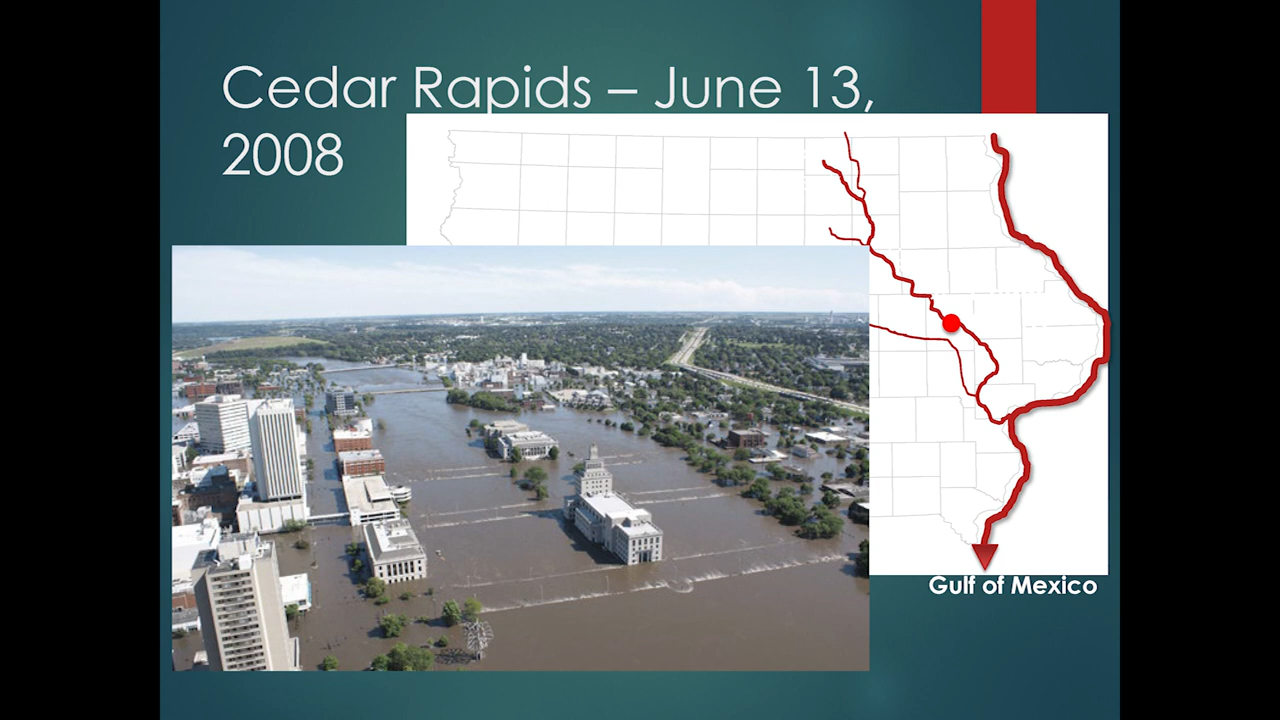 Cedar Rapids – June 13,
2008
Gulf of Mexico